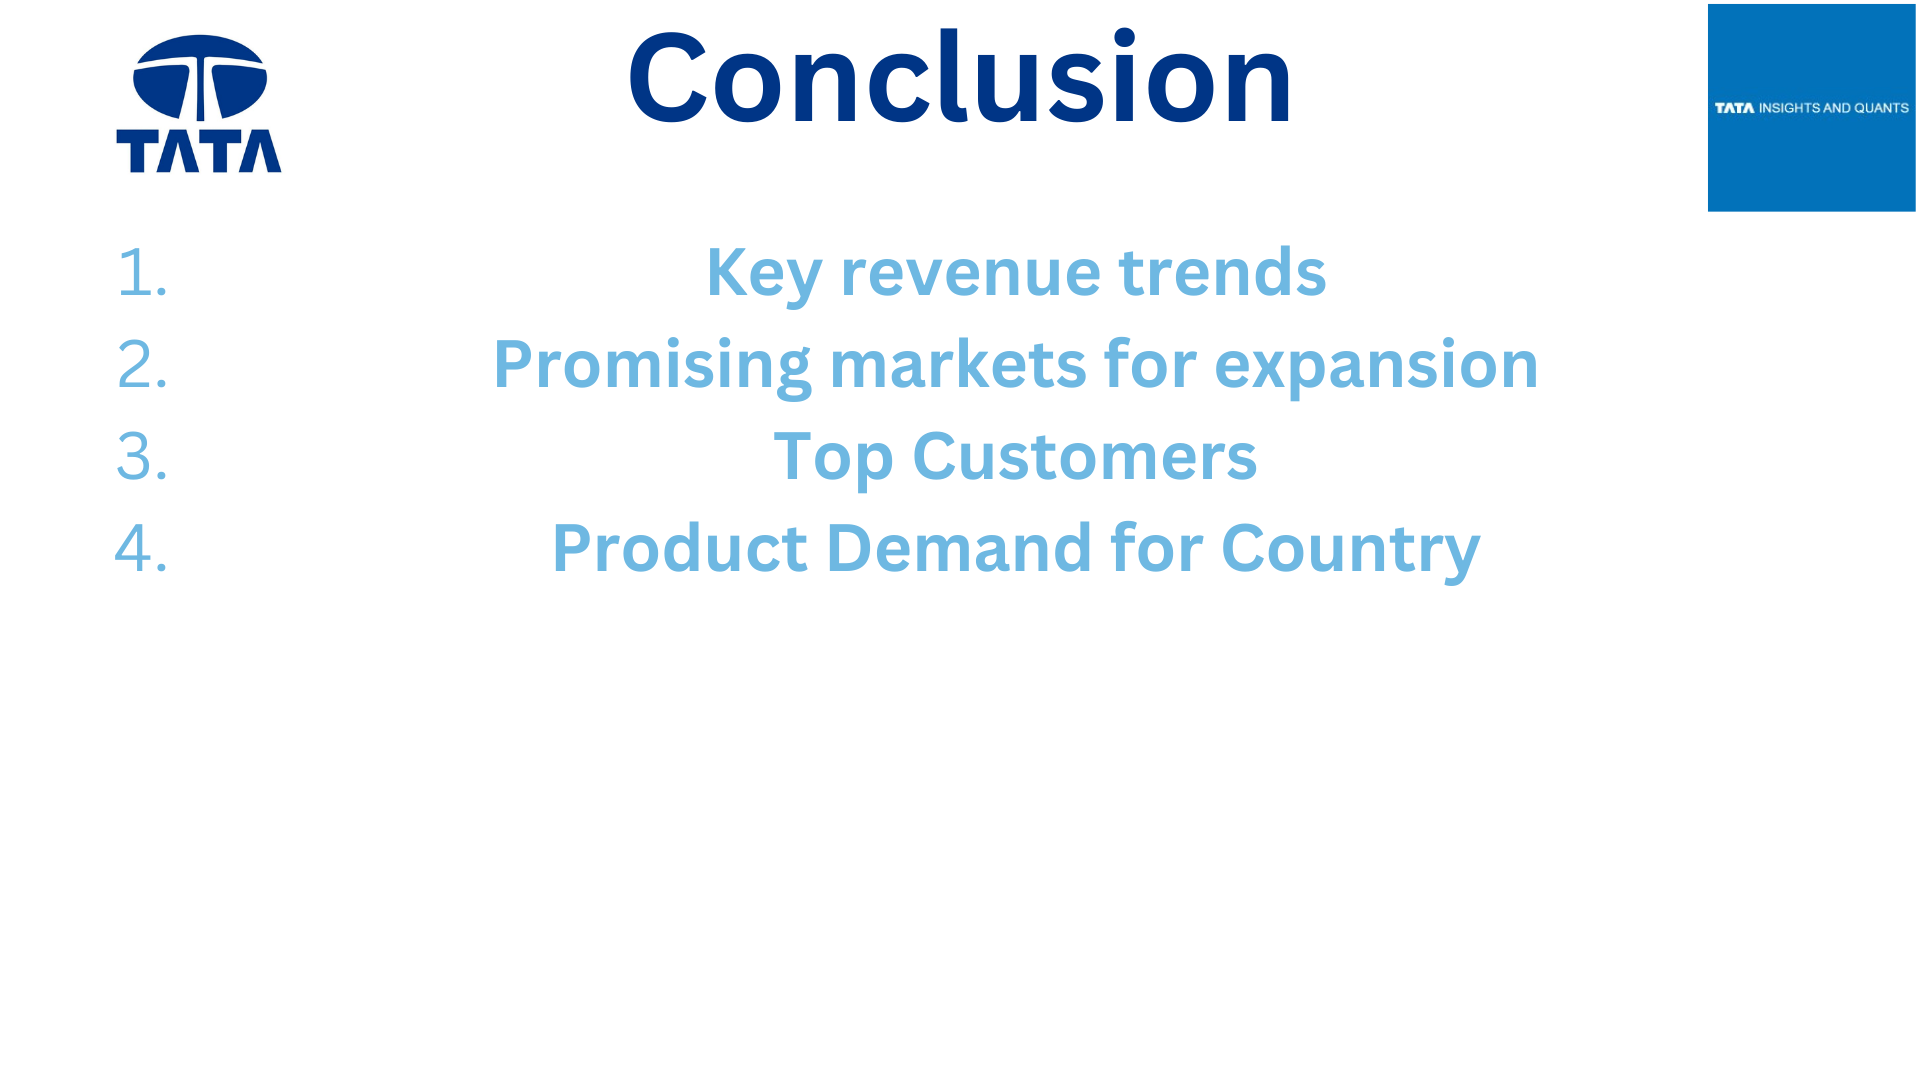 Conclusion
TATA
TATA INSIGHTS AND QUANTS
1. Key revenue trends
2. Promising markets for expansion
3. Top Customers
4. Product Demand for Country